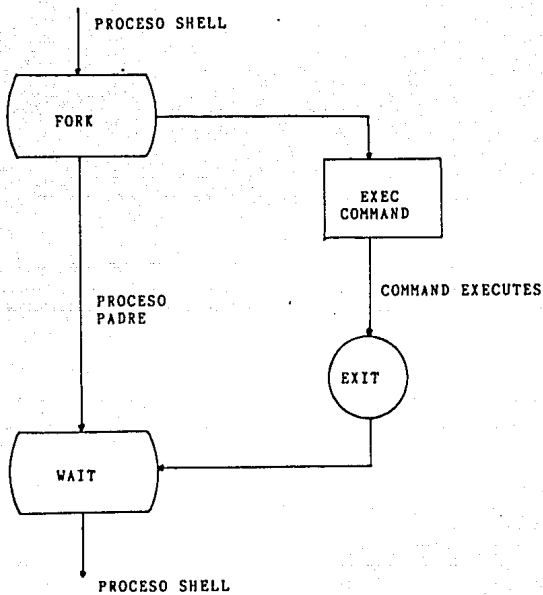 PROCESO SHELL
FORK
EXEC
COMMAND
PROCESO
PADRE
COMMAND EXECUTES
EXIT
WAIT
PROCESO SHELL